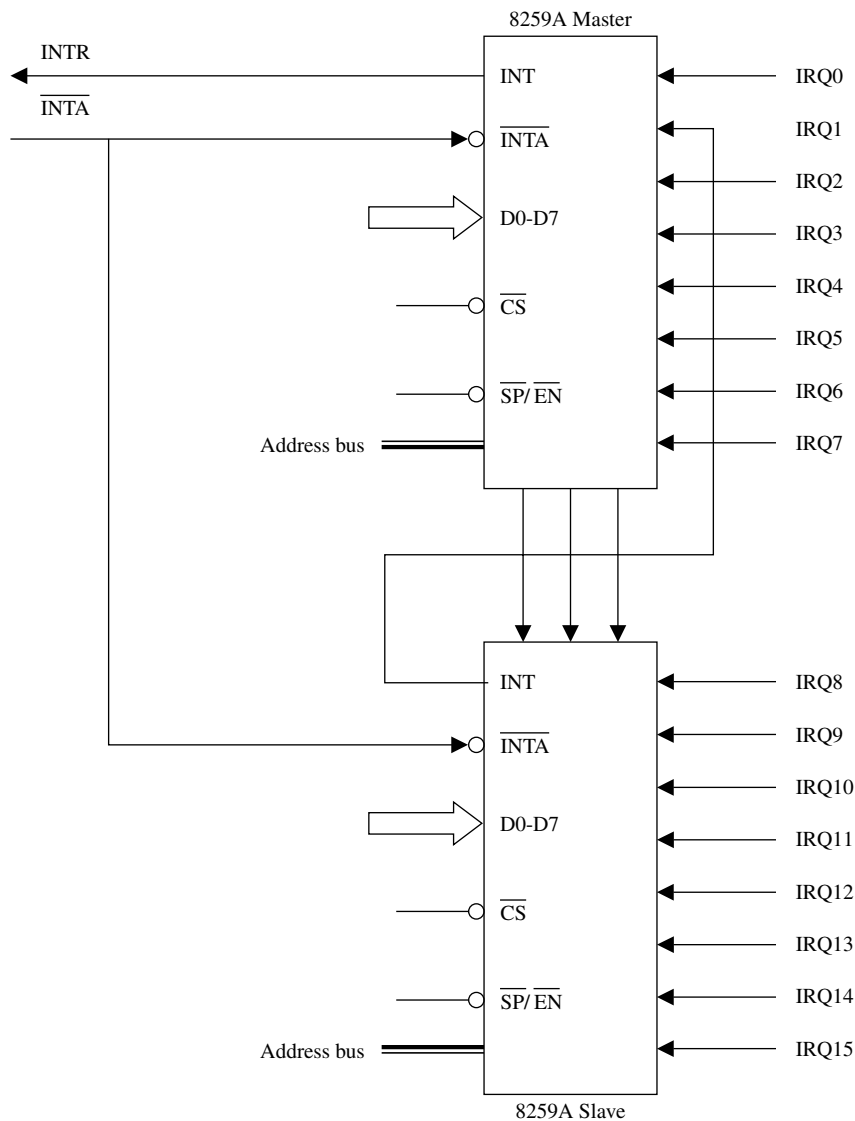 8259A Master
INTR
INT
IRQ0
INTA
IRQ1
INTA
IRQ2
D0-D7
IRQ3
IRQ4
CS
IRQ5
SP/ EN
IRQ6
Address bus
IRQ7
INT
IRQ8
INTA
IRQ9
IRQ10
D0-D7
IRQ11
IRQ12
CS
IRQ13
SP/ EN
IRQ14
Address bus
IRQ15
8259A Slave